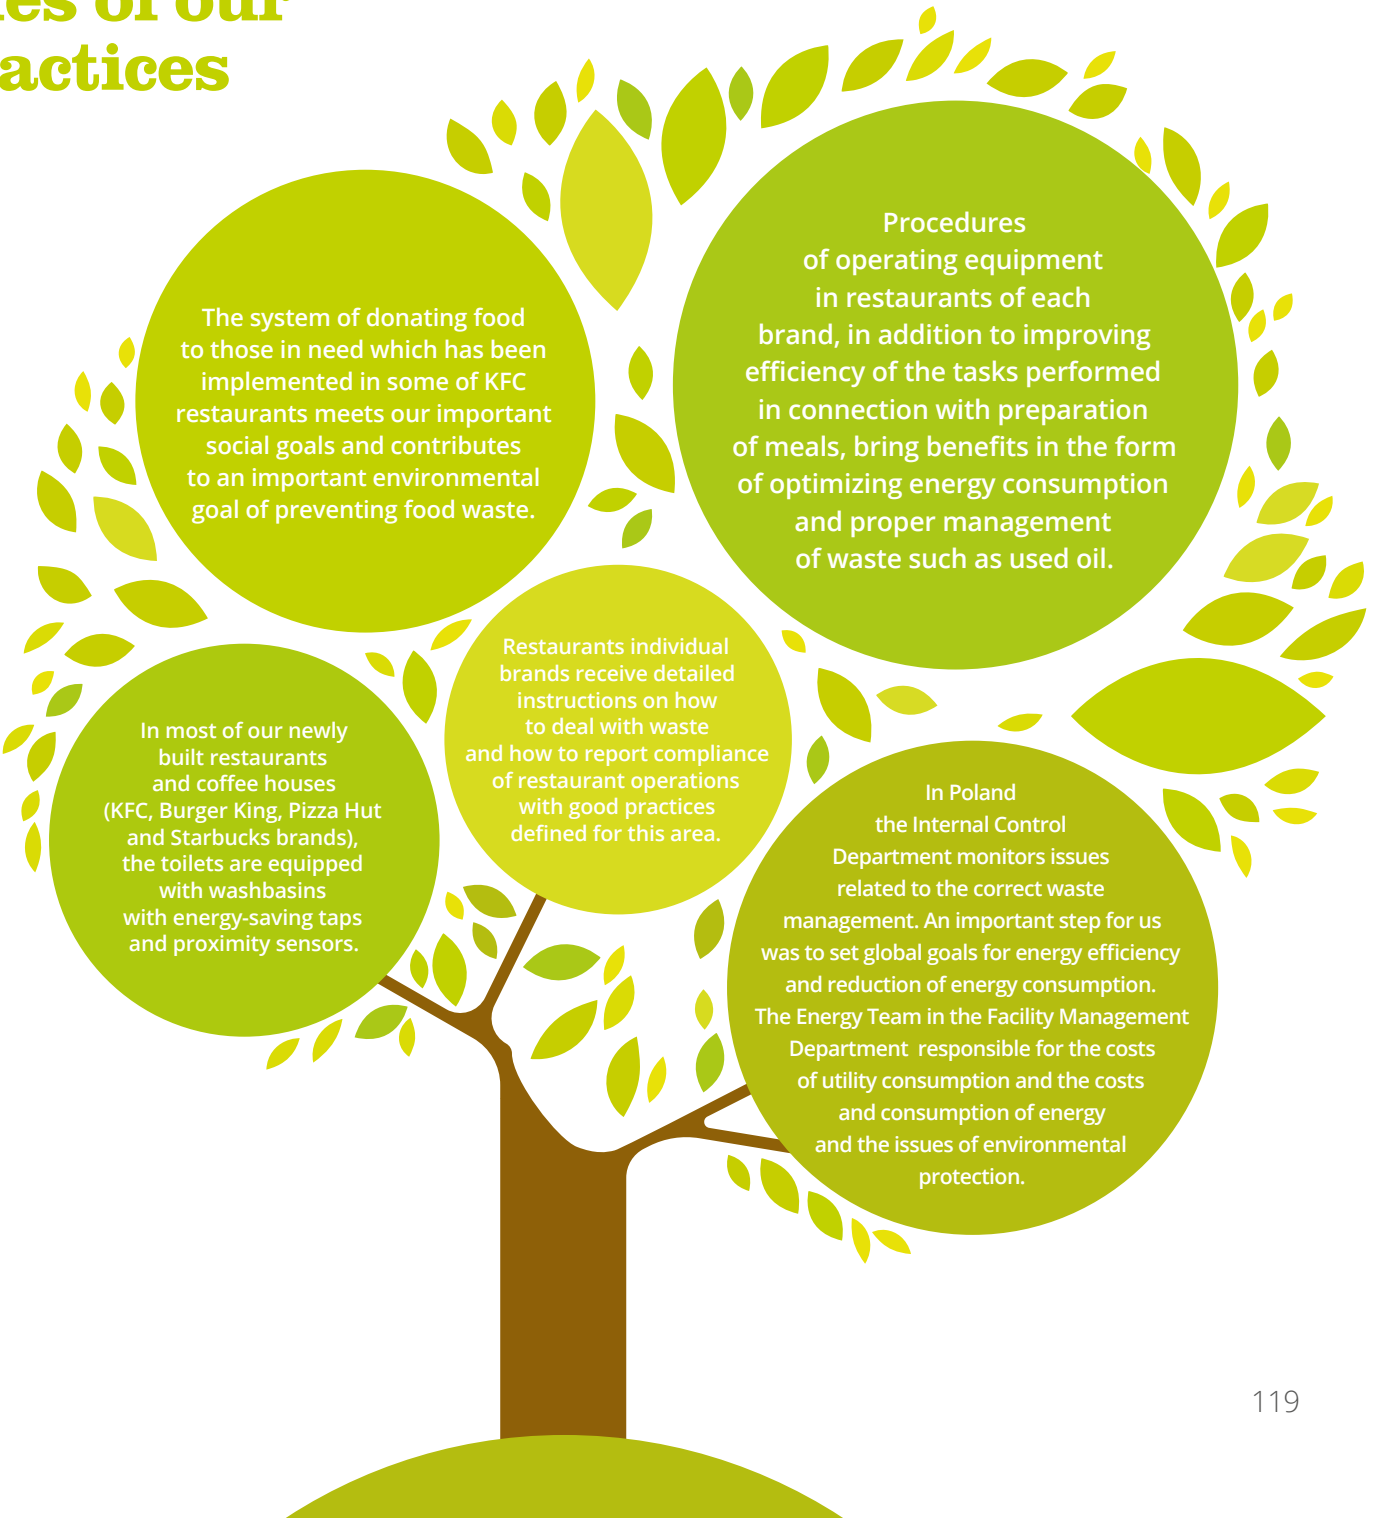 of our
actices
The system of donating food
to those in need which has been
implemented in some of KFC
restaurants meets our important
social goals and contributes
to an important environmental
goal of preventing food waste.
Procedures
of operating equipment
in restaurants of each
brand, in addition to improving
efficiency of the tasks performed
in connection with preparation
of meals, bring benefits in the form
of optimizing energy consumption
and proper management
of waste such as used oil.
Restaurants individual
brands receive detailed
instructions on how
to deal with waste
and how to report compliance
of restaurant operations
with good practices
defined for this area.
In most of our newly
built restaurants
and coffee houses
(KFC, Burger King, Pizza Hut
and Starbucks brands),
the toilets are equipped
with washbasins
with energy-saving taps
and proximity sensors.
In Poland
the Internal Control
Department monitors issues
related to the correct waste
management. An important step for us
was to set global goals for energy efficiency
and reduction of energy consumption.
The Energy Team in the Facility Management
Department responsible for the costs
of utility consumption and the costs
and consumption of energy
and the issues of environmental
protection.
119